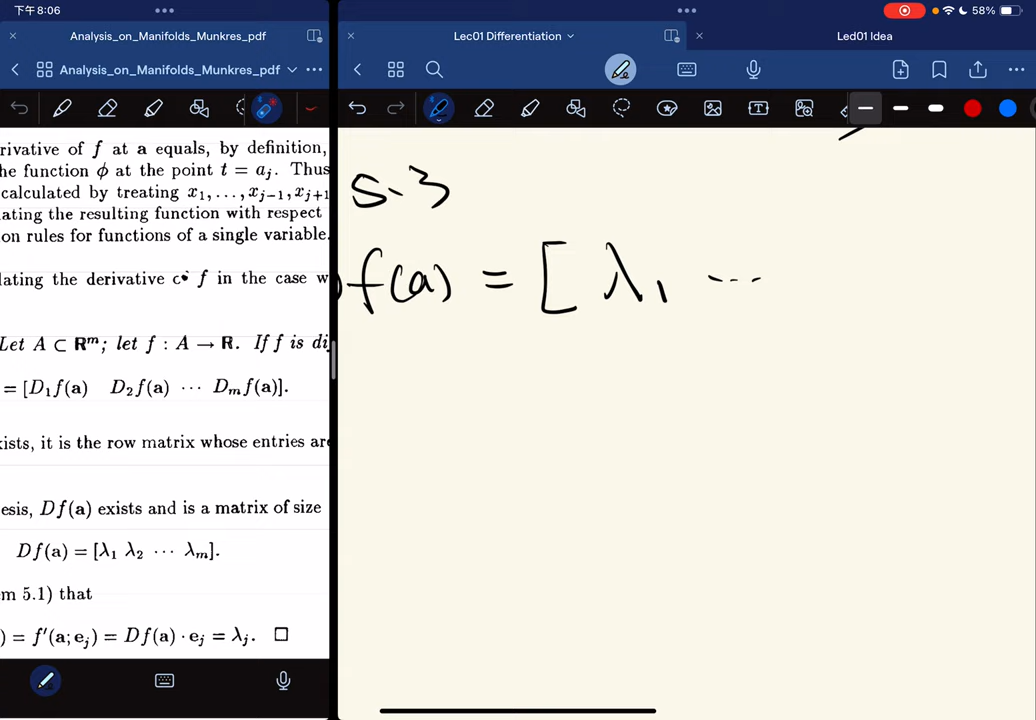 下午8:06
58%
Analysis_on_Manifolds_Munkres_pdf
Lec01 Differentiation
Led01 Idea
Analysis_on_Manifolds_Munkres_pdf
rivative of f at a equals, by definition,
he function ϕ at the point t = aⱼ. Thus
calculated by treating x₁, . . . , xⱼ₋₁, xⱼ₊₁
ating the resulting function with respect
on rules for functions of a single variable.
lating the derivative of f in the case w
Let A ⊂ Rᵐ; let f : A → R. If f is di
= [D₁f(a) D₂f(a) ··· Dₘf(a)].
xists, it is the row matrix whose entries are
esis, Df(a) exists and is a matrix of size
Df(a) = [λ₁ λ₂ ··· λₘ].
em 5.1) that
) = f′(a; eⱼ) = Df(a) · eⱼ = λⱼ. □
5.3
Df(a) = [ λ₁ ···